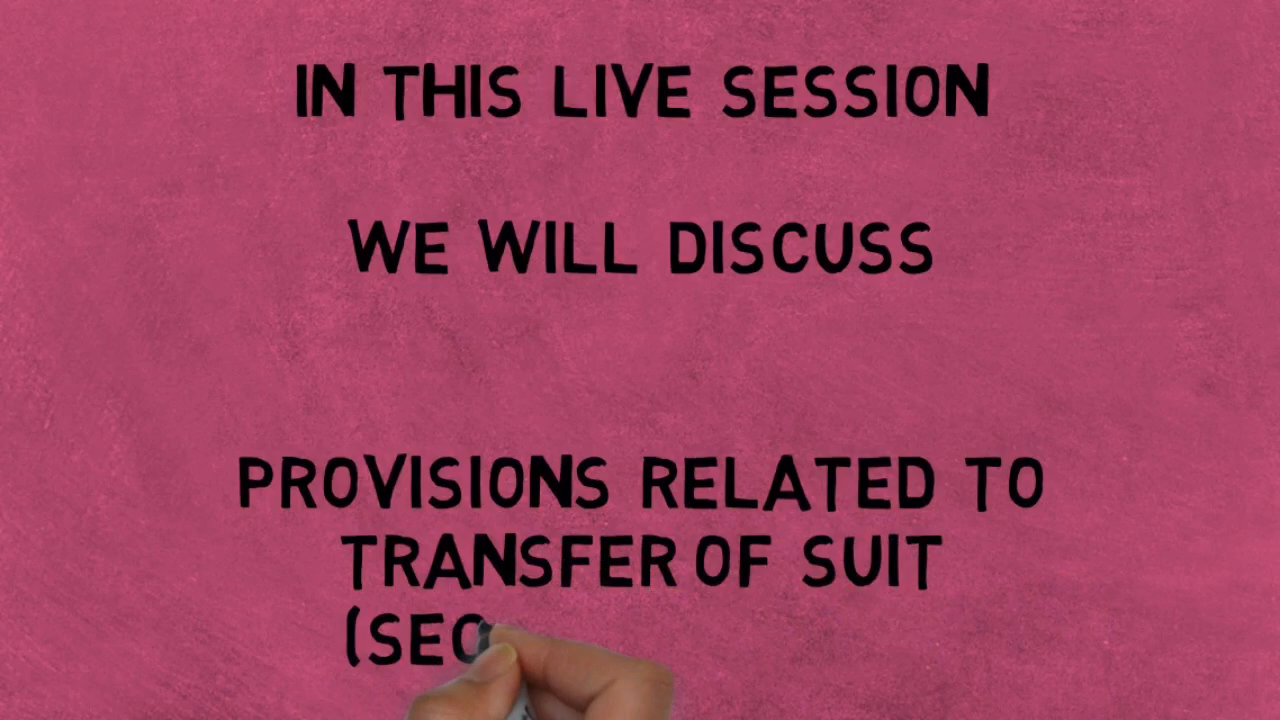 IN THIS LIVE SESSION
WE WILL DISCUSS
PROVISIONS RELATED TO
TRANSFER OF SUIT
(SEC